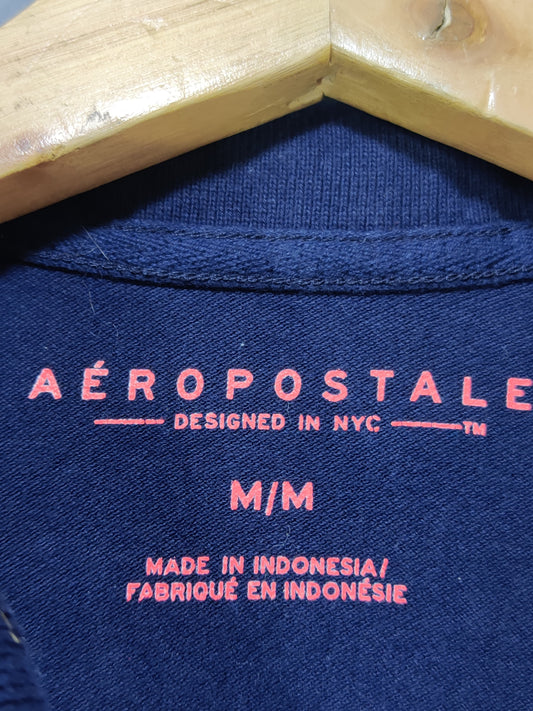 AÉROPOSTALE
DESIGNED IN NYC TM
M/M
MADE IN INDONESIA/
FABRIQUÉ EN INDONÉSIE